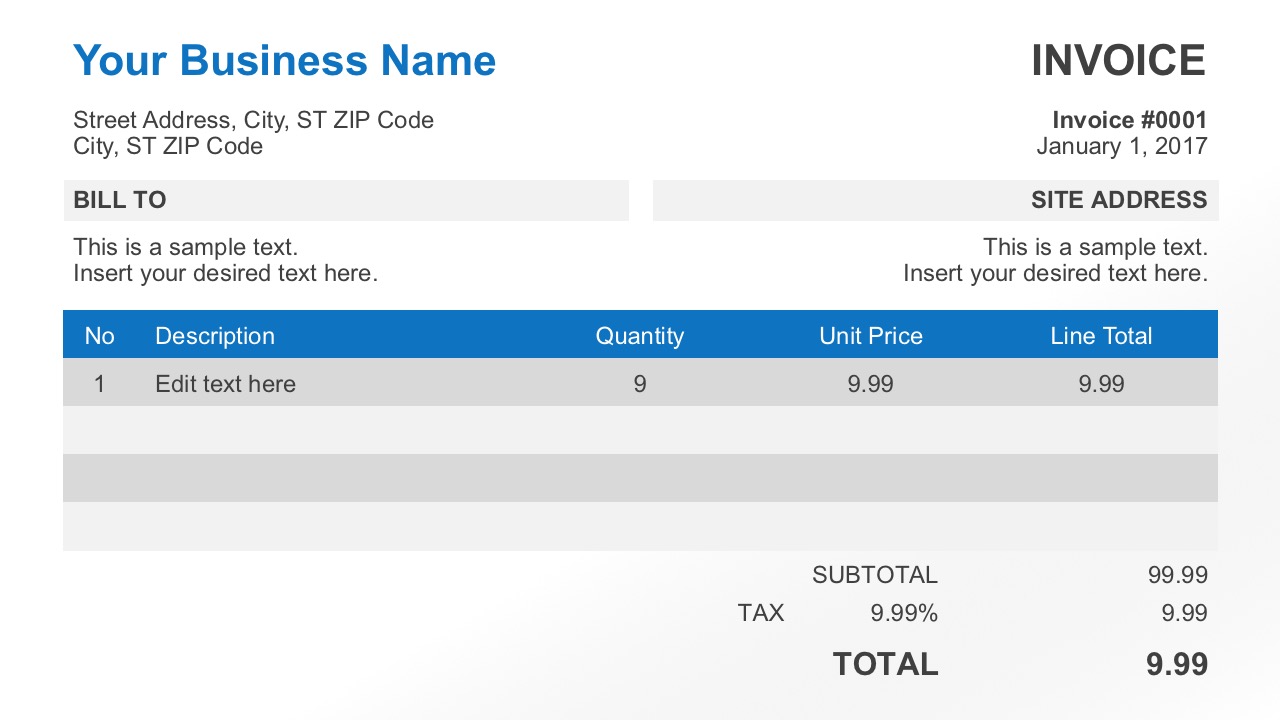 Your Business Name
INVOICE
Street Address, City, ST ZIP Code
City, ST ZIP Code
Invoice #0001
January 1, 2017
BILL TO
SITE ADDRESS
This is a sample text.
Insert your desired text here.
This is a sample text.
Insert your desired text here.
No Description Quantity Unit Price Line Total
1 Edit text here 9 9.99 9.99
SUBTOTAL 99.99
TAX 9.99% 9.99
TOTAL 9.99